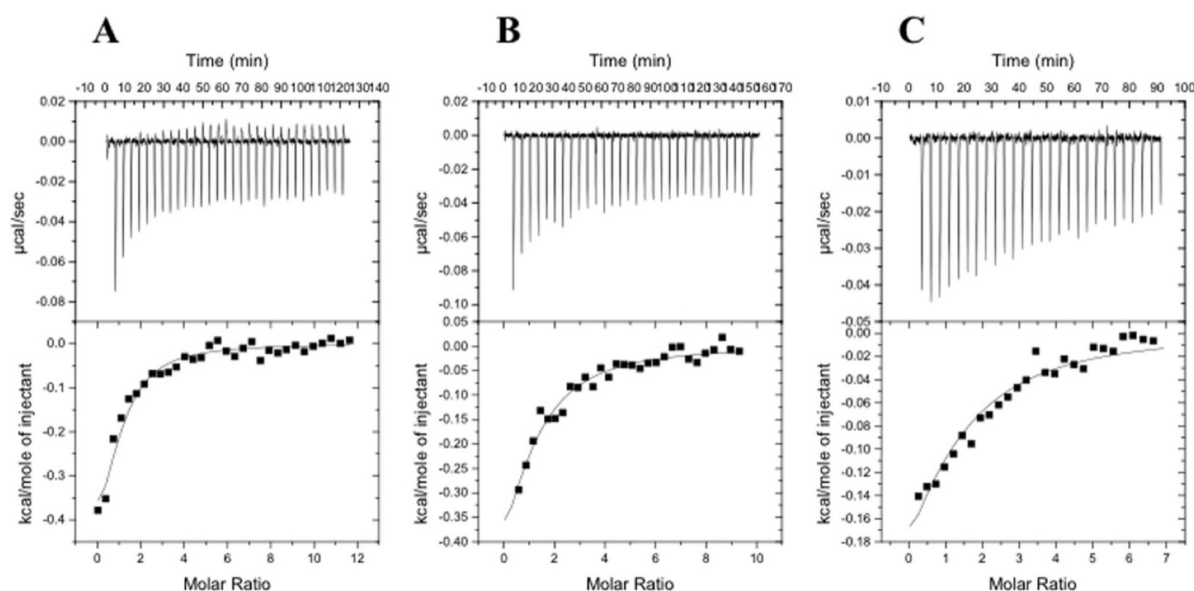 A
Time (min)
-10 0 10 20 30 40 50 60 70 80 90 100 110 120 130 140
0.02
0.00
-0.02
-0.04
-0.06
-0.08
µcal/sec
0.0
-0.1
-0.2
-0.3
-0.4
kcal/mole of injectant
0 2 4 6 8 10 12
Molar Ratio
B
Time (min)
-10 0 10 20 30 40 50 60 70 80 90 100 110 120 130 140 150 160 170
0.02
0.00
-0.02
-0.04
-0.06
-0.08
-0.10
µcal/sec
0.05
0.00
-0.05
-0.10
-0.15
-0.20
-0.25
-0.30
-0.35
-0.40
kcal/mole of injectant
0 2 4 6 8 10
Molar Ratio
C
Time (min)
-10 0 10 20 30 40 50 60 70 80 90 100
0.01
0.00
-0.01
-0.02
-0.03
-0.04
-0.05
µcal/sec
0.00
-0.02
-0.04
-0.06
-0.08
-0.10
-0.12
-0.14
-0.16
-0.18
kcal/mole of injectant
0 1 2 3 4 5 6 7
Molar Ratio